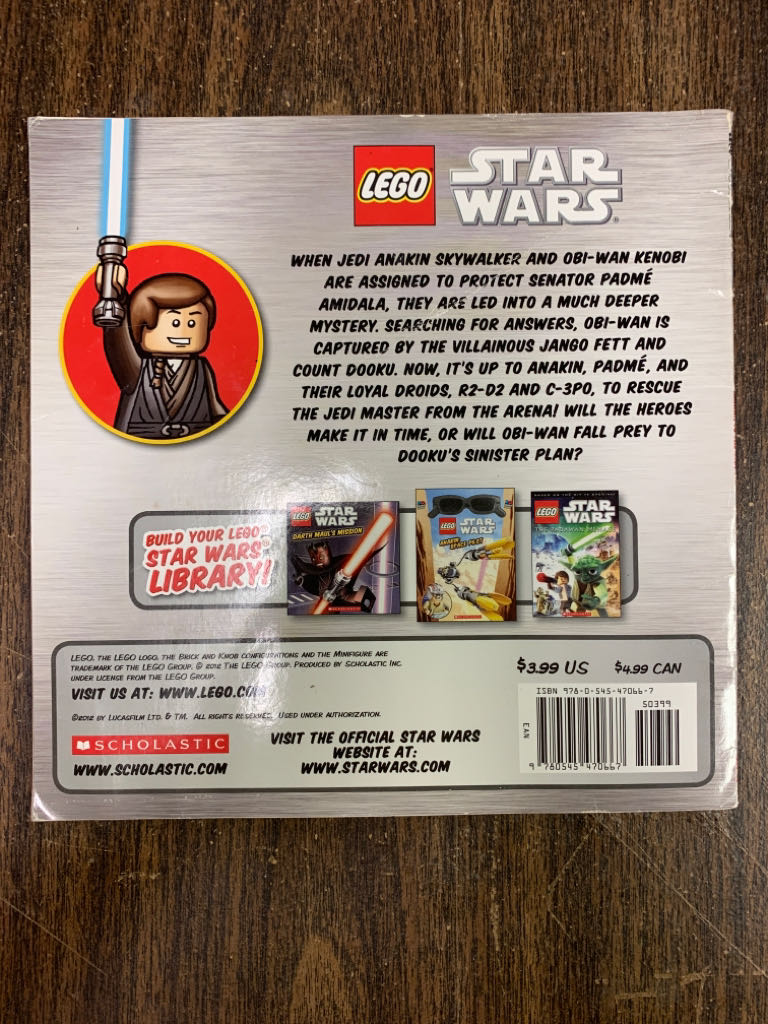 LEGO STAR WARS®
WHEN JEDI ANAKIN SKYWALKER AND OBI-WAN KENOBI
ARE ASSIGNED TO PROTECT SENATOR PADMÉ
AMIDALA, THEY ARE LED INTO A MUCH DEEPER
MYSTERY. SEARCHING FOR ANSWERS, OBI-WAN IS
CAPTURED BY THE VILLAINOUS JANGO FETT AND
COUNT DOOKU. NOW, IT'S UP TO ANAKIN, PADMÉ, AND
THEIR LOYAL DROIDS, R2-D2 AND C-3PO, TO RESCUE
THE JEDI MASTER FROM THE ARENA! WILL THE HEROES
MAKE IT IN TIME, OR WILL OBI-WAN FALL PREY TO
DOOKU'S SINISTER PLAN?
BUILD YOUR LEGO®
STAR WARS®
LIBRARY!
LEGO STAR WARS
DARTH MAUL'S MISSION
SCHOLASTIC
LEGO STAR WARS
ANAKIN
SPACE PILOT
LEGO STAR WARS
THE PADAWAN MENACE
LEGO, THE LEGO LOGO, THE BRICK AND KNOB CONFIGURATIONS AND THE MINIFIGURE ARE
TRADEMARK OF THE LEGO GROUP. © 2012 THE LEGO GROUP. PRODUCED BY SCHOLASTIC INC.
UNDER LICENSE FROM THE LEGO GROUP.
VISIT US AT: WWW.LEGO.COM
©2012 BY LUCASFILM LTD. & TM. ALL RIGHTS RESERVED. USED UNDER AUTHORIZATION.
SCHOLASTIC
WWW.SCHOLASTIC.COM
VISIT THE OFFICIAL STAR WARS
WEBSITE AT:
WWW.STARWARS.COM
$3.99 US $4.99 CAN
ISBN 978-0-545-47066-7
50399
EAN
9 780545 470667